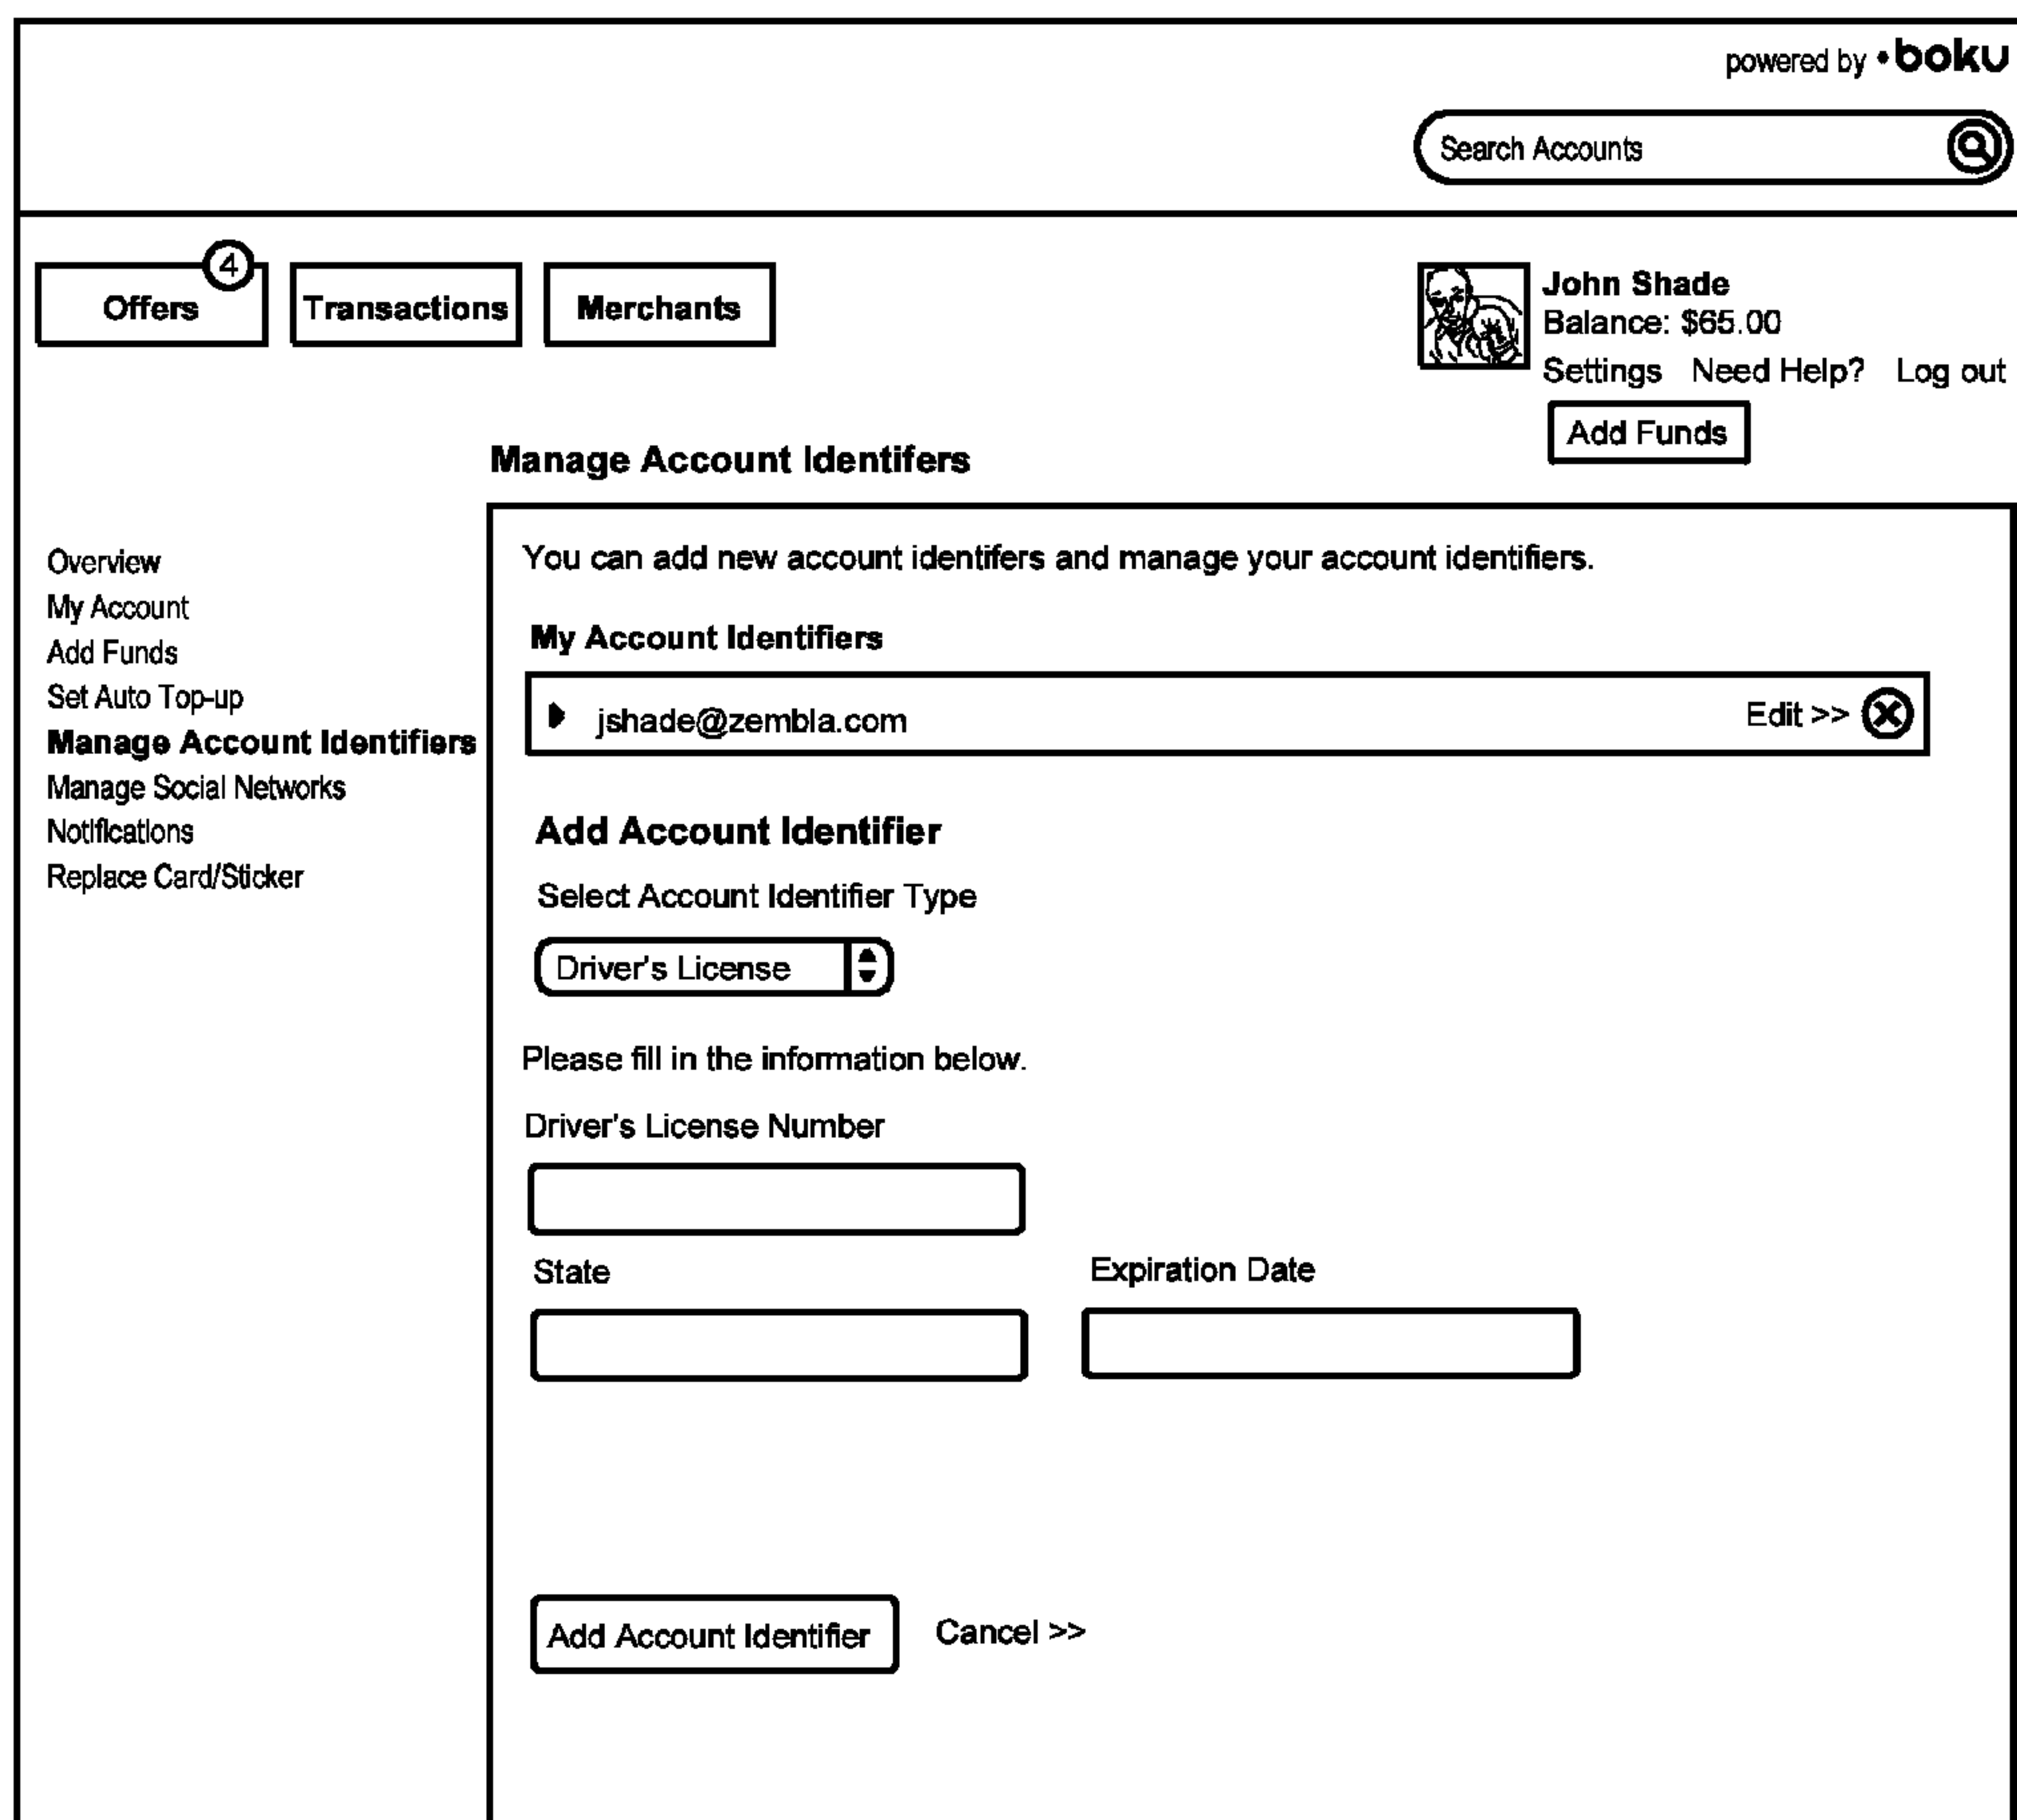 powered by •boku
Search Accounts
4
Offers
Transactions
Merchants
John Shade
Balance: $65.00
Settings Need Help? Log out
Add Funds
Manage Account Identifers
Overview
My Account
Add Funds
Set Auto Top-up
Manage Account Identifiers
Manage Social Networks
Notifications
Replace Card/Sticker
You can add new account identifers and manage your account identifiers.
My Account Identifiers
jshade@zembla.com Edit >>
Add Account Identifier
Select Account Identifier Type
Driver's License
Please fill in the information below.
Driver's License Number
State Expiration Date
Add Account Identifier Cancel >>